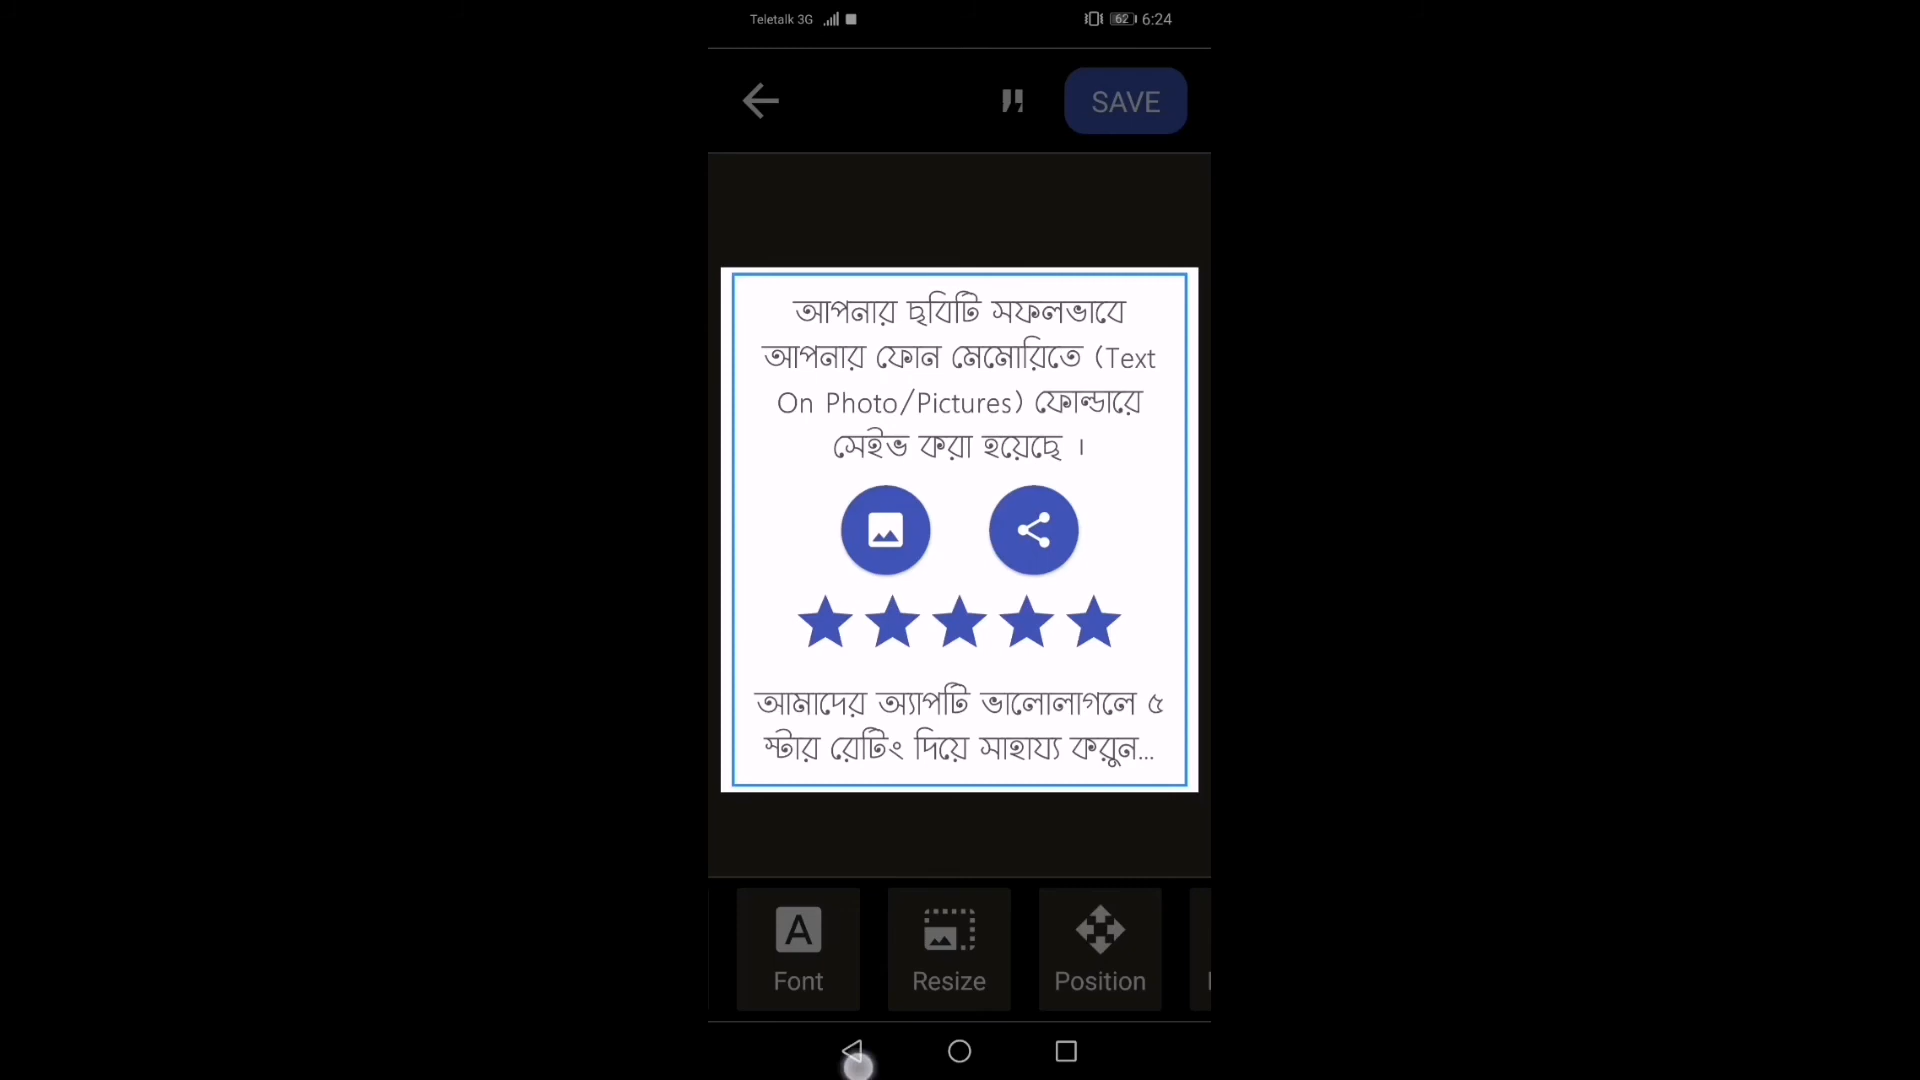 Teletalk 3G 62 6:24
SAVE
আপনার ছবিটি সফলভাবে
আপনার ফোন মেমোরিতে (Text
On Photo/Pictures) ফোল্ডারে
সেইভ করা হয়েছে ।
আমাদের অ্যাপটি ভালোলাগলে ৫
স্টার রেটিং দিয়ে সাহায্য করুন...
Font Resize Position